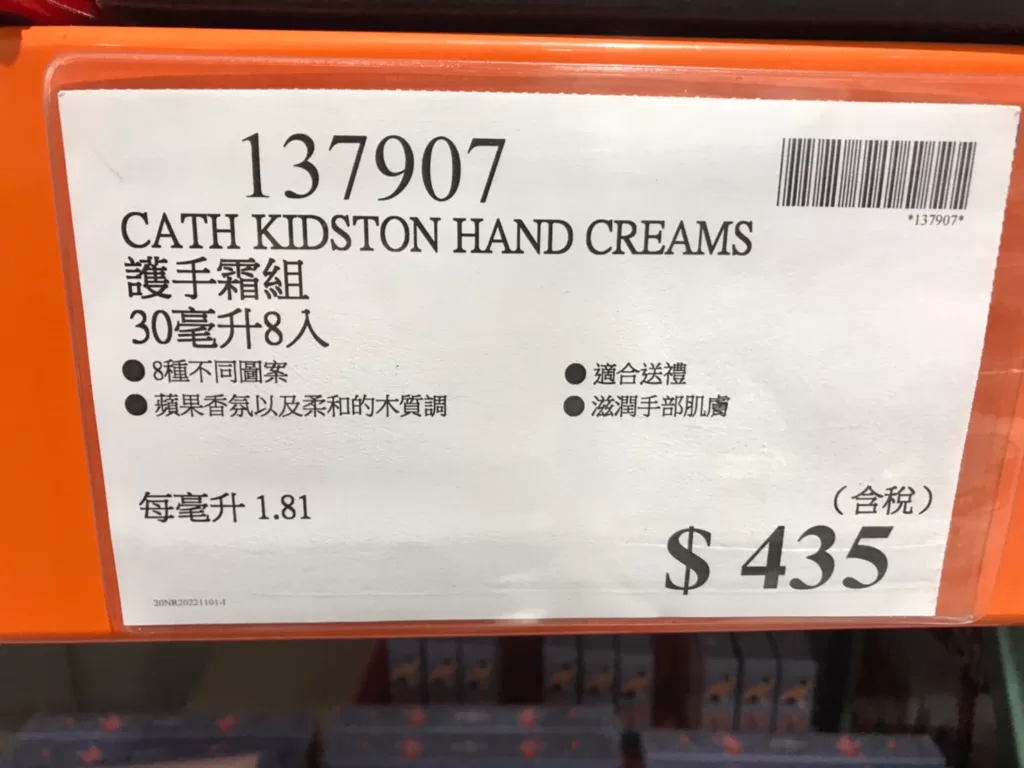 137907
*137907*
CATH KIDSTON HAND CREAMS
護手霜組
30毫升8入
●8種不同圖案
●適合送禮
●蘋果香氛以及柔和的木質調
●滋潤手部肌膚
每毫升 1.81
（含稅）
$ 435
20NR20221101-1